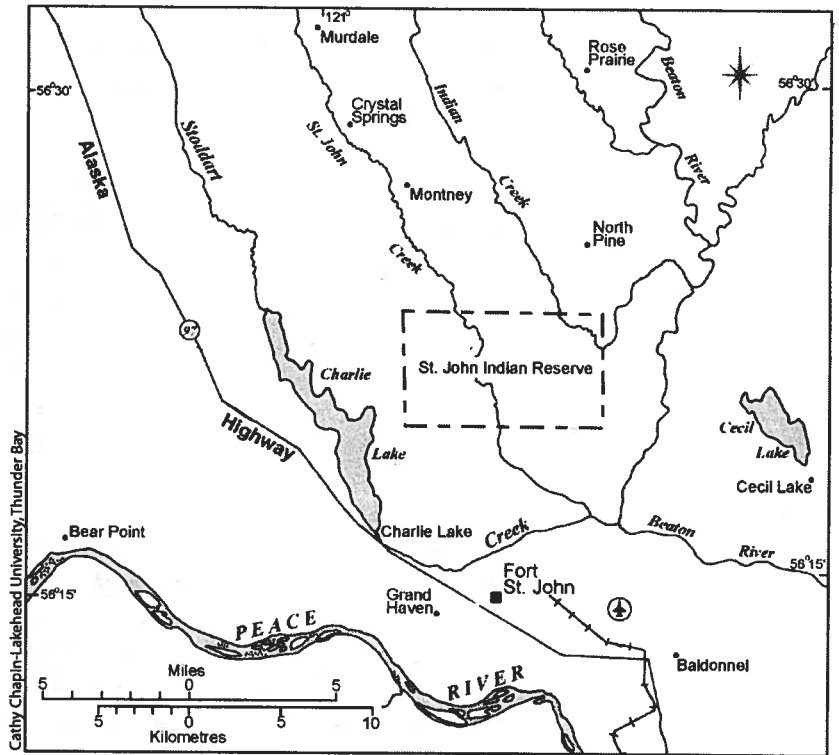 121°
Murdale
Rose
Prairie
Beaton
River
56°30'
56°30'
Alaska
Stoddart
Crystal
Springs
St. John
Creek
Indian
Creek
Montney
North
Pine
97
Highway
Charlie
Lake
St. John Indian Reserve
Cecil
Lake
Cecil Lake
Charlie Lake
Creek
Beaton
River
Bear Point
56°15'
56°15'
Fort
St. John
Grand
Haven
Baldonnel
PEACE
RIVER
Miles
5 0 5
5 0 5 10
Kilometres
Cathy Chapin-Lakehead University, Thunder Bay